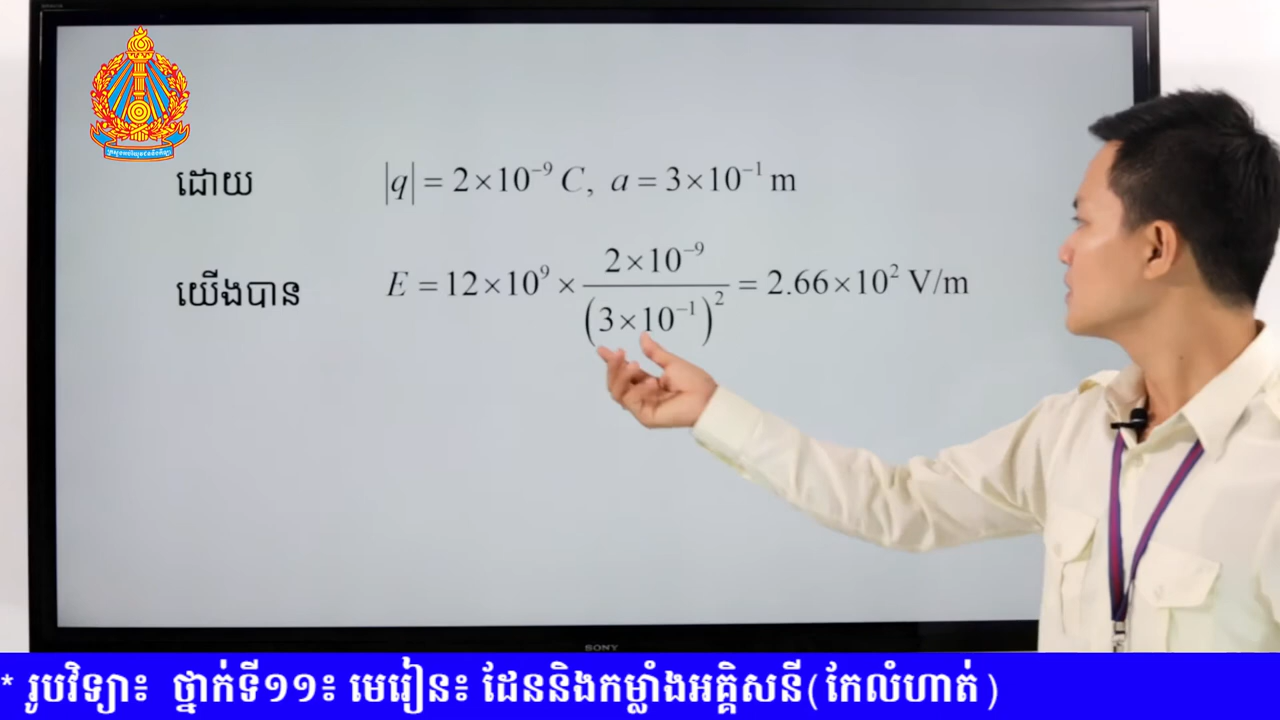 ដោយ |q| = 2×10⁻⁹ C, a = 3×10⁻¹ m
យើងបាន E = 12×10⁹ × (2×10⁻⁹)/(3×10⁻¹)² = 2.66×10² V/m
SONY
* រូបវិទ្យា៖ ថ្នាក់ទី១១៖ មេរៀន៖ ដែននិងកម្លាំងអគ្គិសនី(កែលំហាត់)